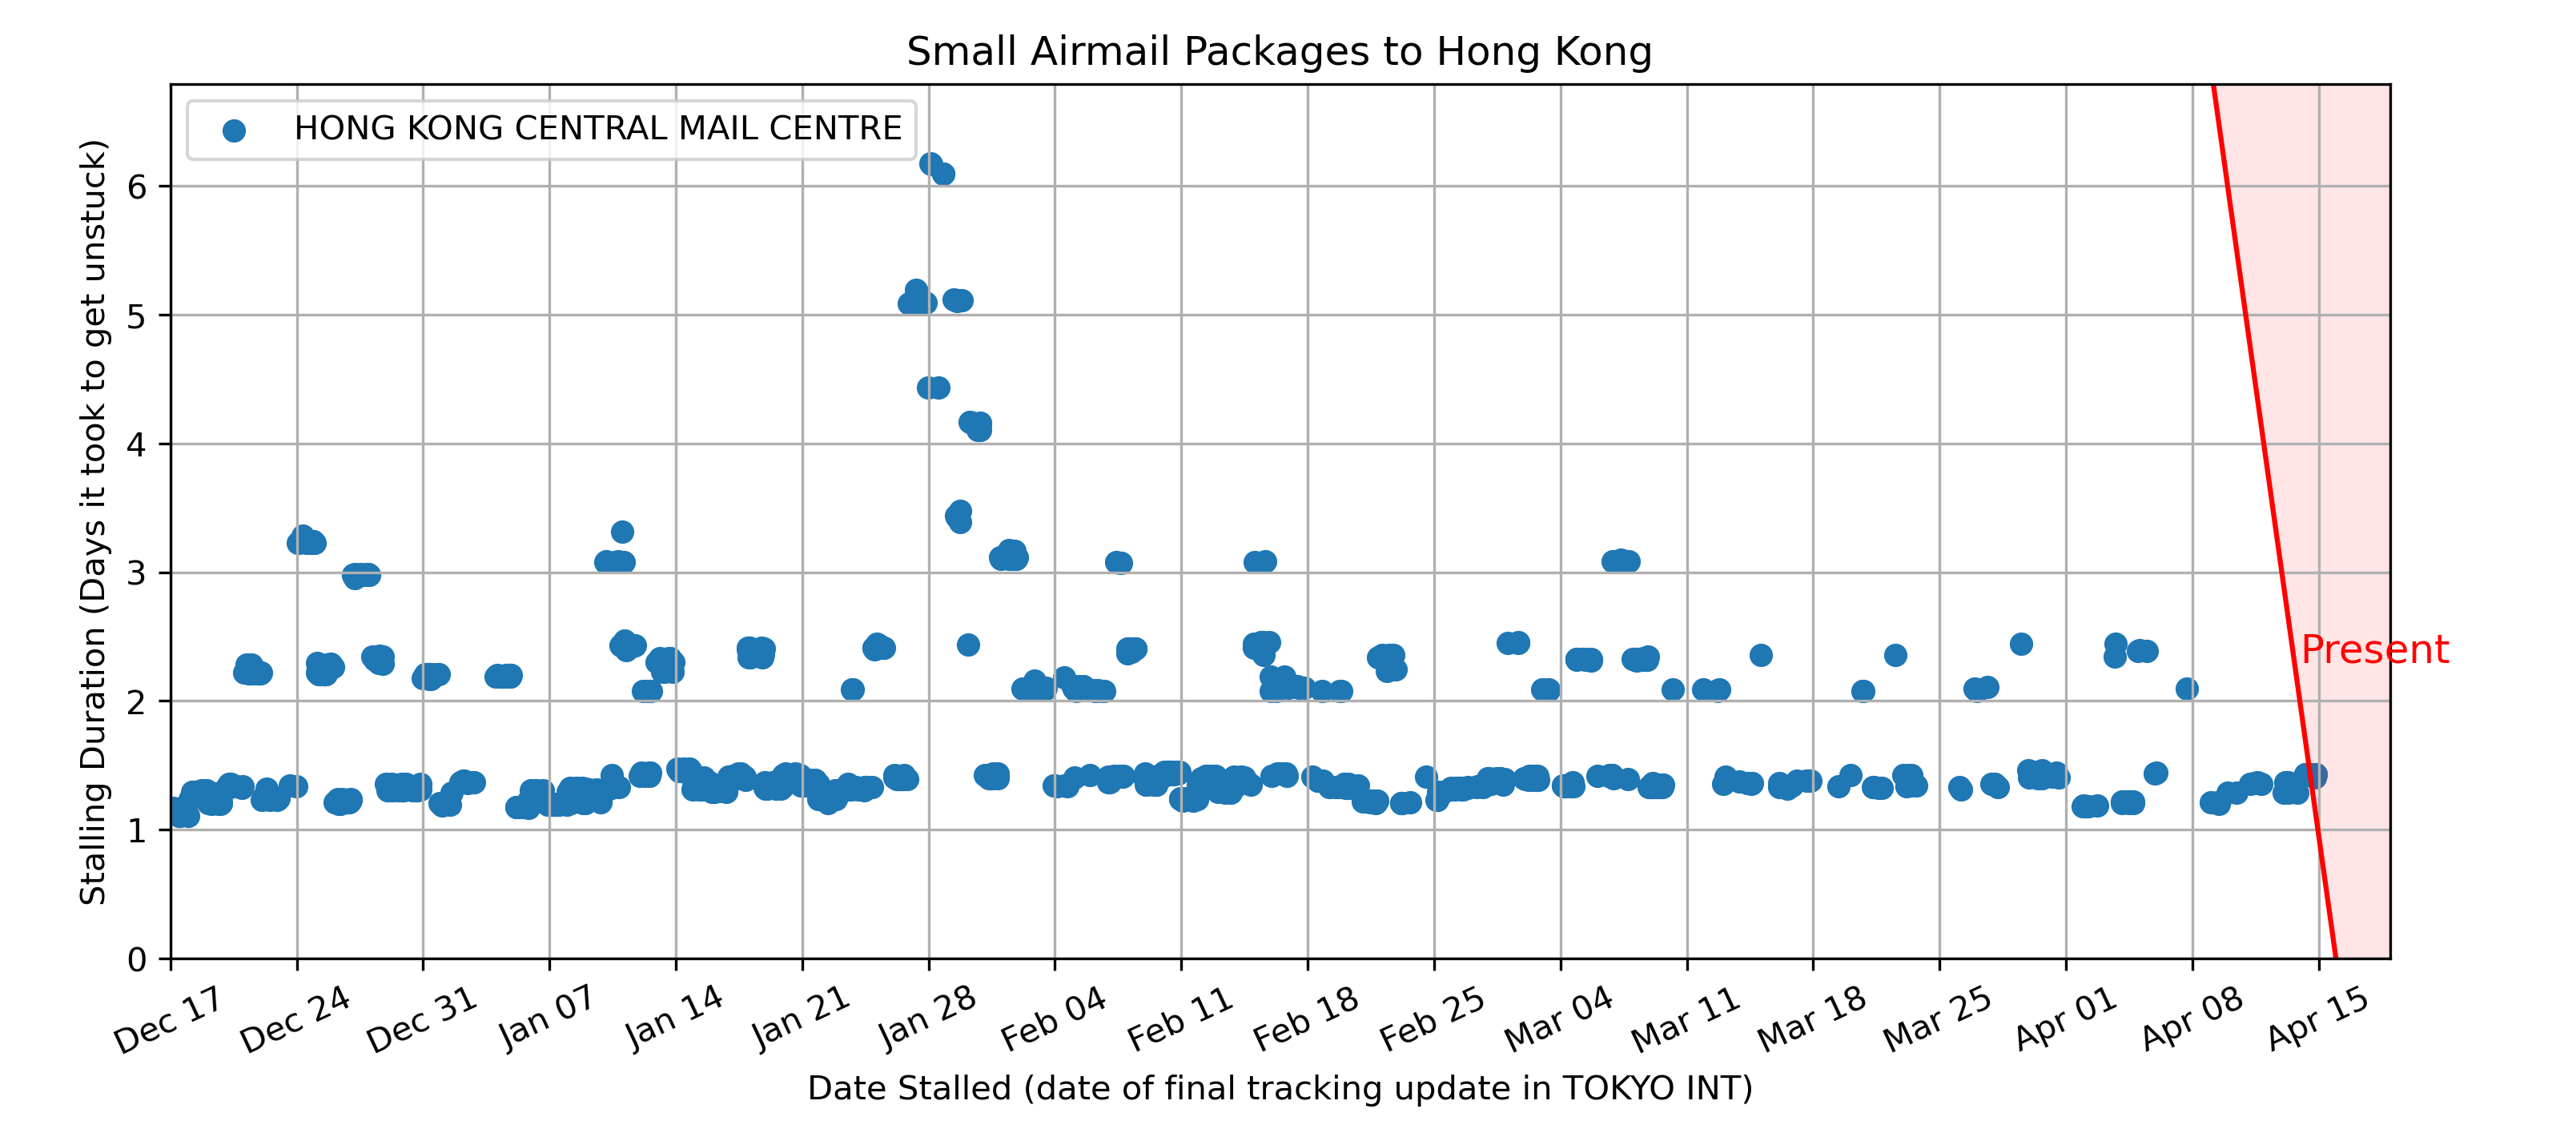 Small Airmail Packages to Hong Kong
HONG KONG CENTRAL MAIL CENTRE
Stalling Duration (Days it took to get unstuck)
6
5
4
3
2
1
0
Present
Dec 17
Dec 24
Dec 31
Jan 07
Jan 14
Jan 21
Jan 28
Feb 04
Feb 11
Feb 18
Feb 25
Mar 04
Mar 11
Mar 18
Mar 25
Apr 01
Apr 08
Apr 15
Date Stalled (date of final tracking update in TOKYO INT)